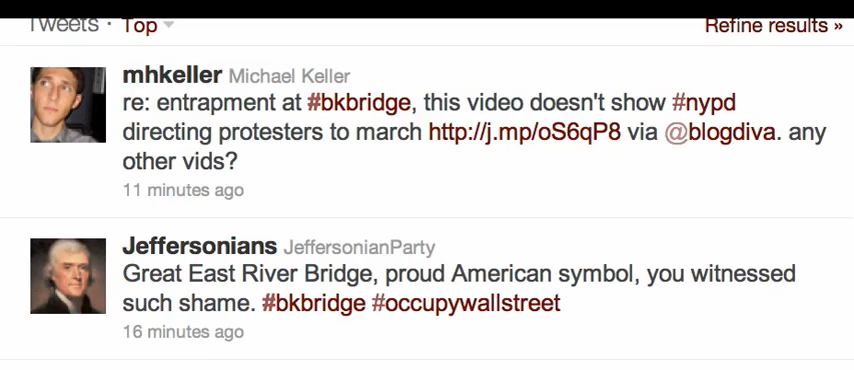 Tweets · Top
Refine results »
mhkeller Michael Keller
re: entrapment at #bkbridge, this video doesn't show #nypd
directing protesters to march http://j.mp/oS6qP8 via @blogdiva. any
other vids?
11 minutes ago
Jeffersonians JeffersonianParty
Great East River Bridge, proud American symbol, you witnessed
such shame. #bkbridge #occupywallstreet
16 minutes ago